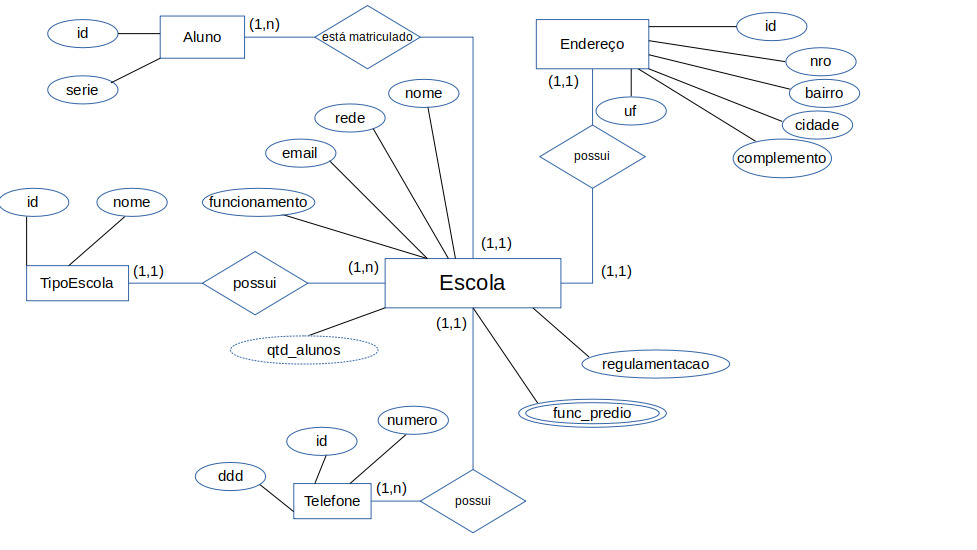 id
Aluno
(1,n)
está matriculado
serie
Endereço
id
nro
bairro
cidade
complemento
uf
(1,1)
possui
(1,1)
nome
rede
email
funcionamento
id
nome
TipoEscola
(1,1)
possui
(1,n)
(1,1)
Escola
(1,1)
qtd_alunos
regulamentacao
func_predio
numero
id
ddd
Telefone
(1,n)
possui